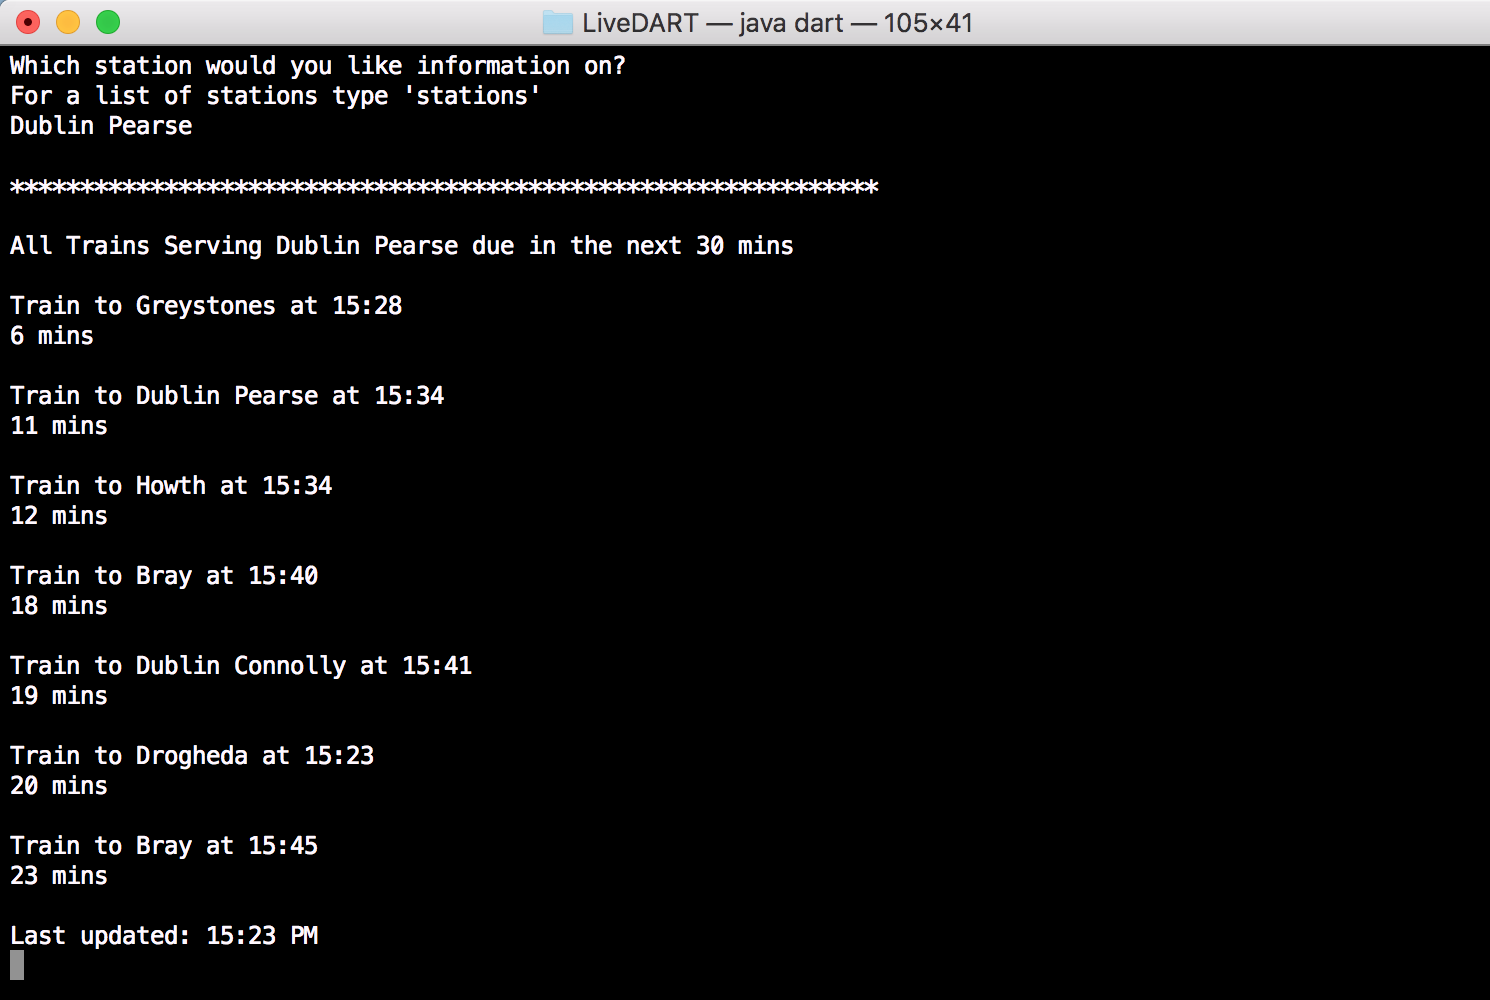 LiveDART — java dart — 105×41
Which station would you like information on?
For a list of stations type 'stations'
Dublin Pearse
**************************************************************
All Trains Serving Dublin Pearse due in the next 30 mins
Train to Greystones at 15:28
6 mins
Train to Dublin Pearse at 15:34
11 mins
Train to Howth at 15:34
12 mins
Train to Bray at 15:40
18 mins
Train to Dublin Connolly at 15:41
19 mins
Train to Drogheda at 15:23
20 mins
Train to Bray at 15:45
23 mins
Last updated: 15:23 PM